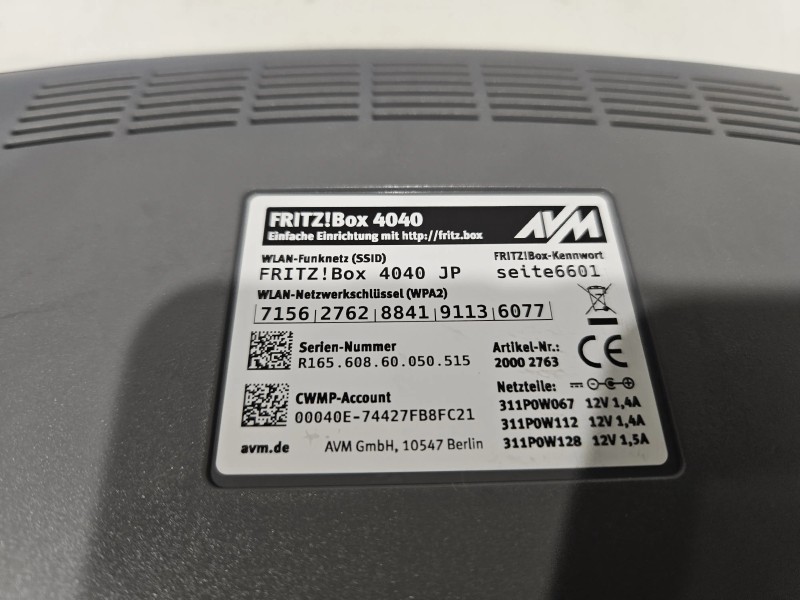 FRITZ!Box 4040
Einfache Einrichtung mit http://fritz.box
AVM
WLAN-Funknetz (SSID)
FRITZ!Box 4040 JP
FRITZ!Box-Kennwort
seite6601
WLAN-Netzwerkschlüssel (WPA2)
7156 2762 8841 9113 6077
Serien-Nummer
R165.608.60.050.515
Artikel-Nr.:
2000 2763
CE
CWMP-Account
00040E-74427FB8FC21
Netzteile:
311P0W067 12V 1,4A
311P0W112 12V 1,4A
311P0W128 12V 1,5A
avm.de
AVM GmbH, 10547 Berlin